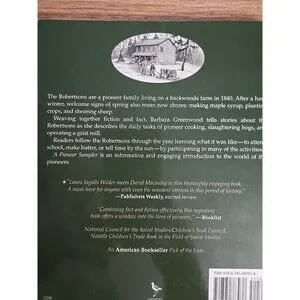 The Robertsons are a pioneer family living on a backwoods farm in 1840. After a har
winter, welcome signs of spring also mean new chores: making maple syrup, plantin
crops, and shearing sheep.
Weaving together fiction and fact, Barbara Greenwood tells stories about the
Robertsons as she describes the daily tasks of pioneer cooking, slaughtering hogs, an
operating a grist mill.
Readers follow the Robertsons through the year learning what it was like—to atten
school, make butter, or tell time by the sun — by participating in many of the activities
A Pioneer Sampler is an informative and engaging introduction to the world of th
pioneers.
"Laura Ingalls Wilder meets David Macaulay in this thoroughly engaging book. . . .
A must-have for anyone with even the remotest interest in this period of history."
— Publishers Weekly, starred review
"Combining fact and fiction effectively, this oversize
book offers a window into the lives of pioneers."
— Booklist
National Council for the Social Studies/Children's Book Council,
Notable Children's Trade Book in the Field of Social Studies
An American Bookseller Pick of the Lists